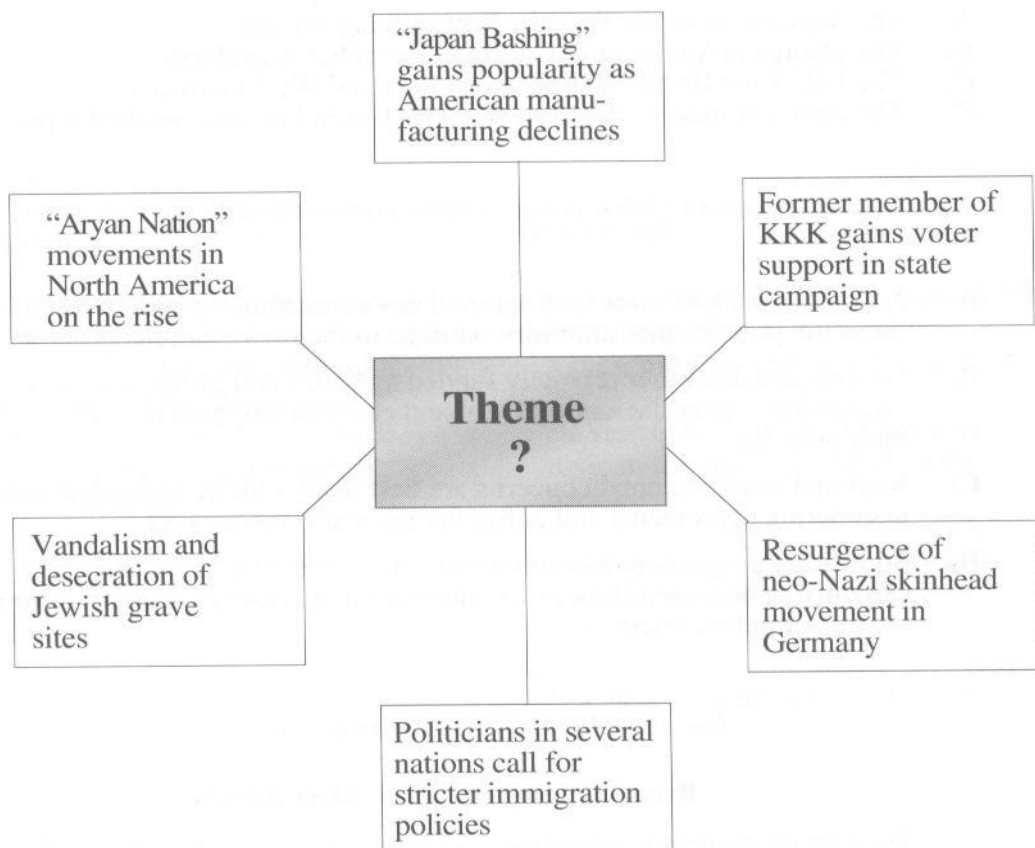 "Japan Bashing"
gains popularity as
American manu-
facturing declines
"Aryan Nation"
movements in
North America
on the rise
Former member of
KKK gains voter
support in state
campaign
Theme
?
Vandalism and
desecration of
Jewish grave
sites
Resurgence of
neo-Nazi skinhead
movement in
Germany
Politicians in several
nations call for
stricter immigration
policies